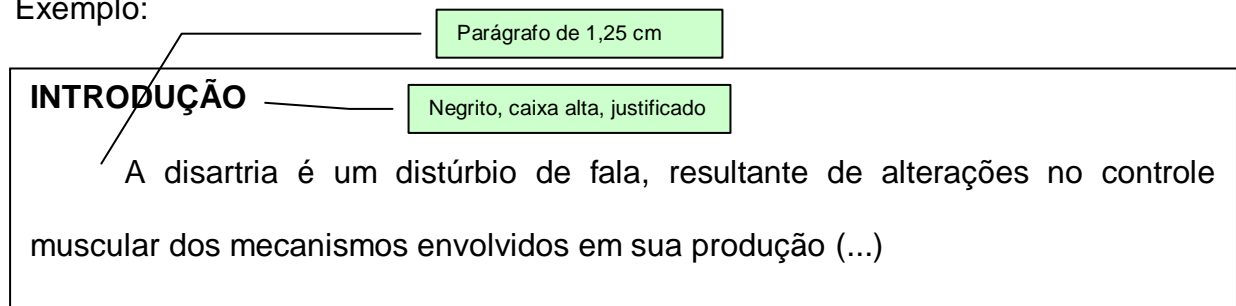 Exemplo:
Parágrafo de 1,25 cm
INTRODUÇÃO
Negrito, caixa alta, justificado
A disartria é um distúrbio de fala, resultante de alterações no controle
muscular dos mecanismos envolvidos em sua produção (...)